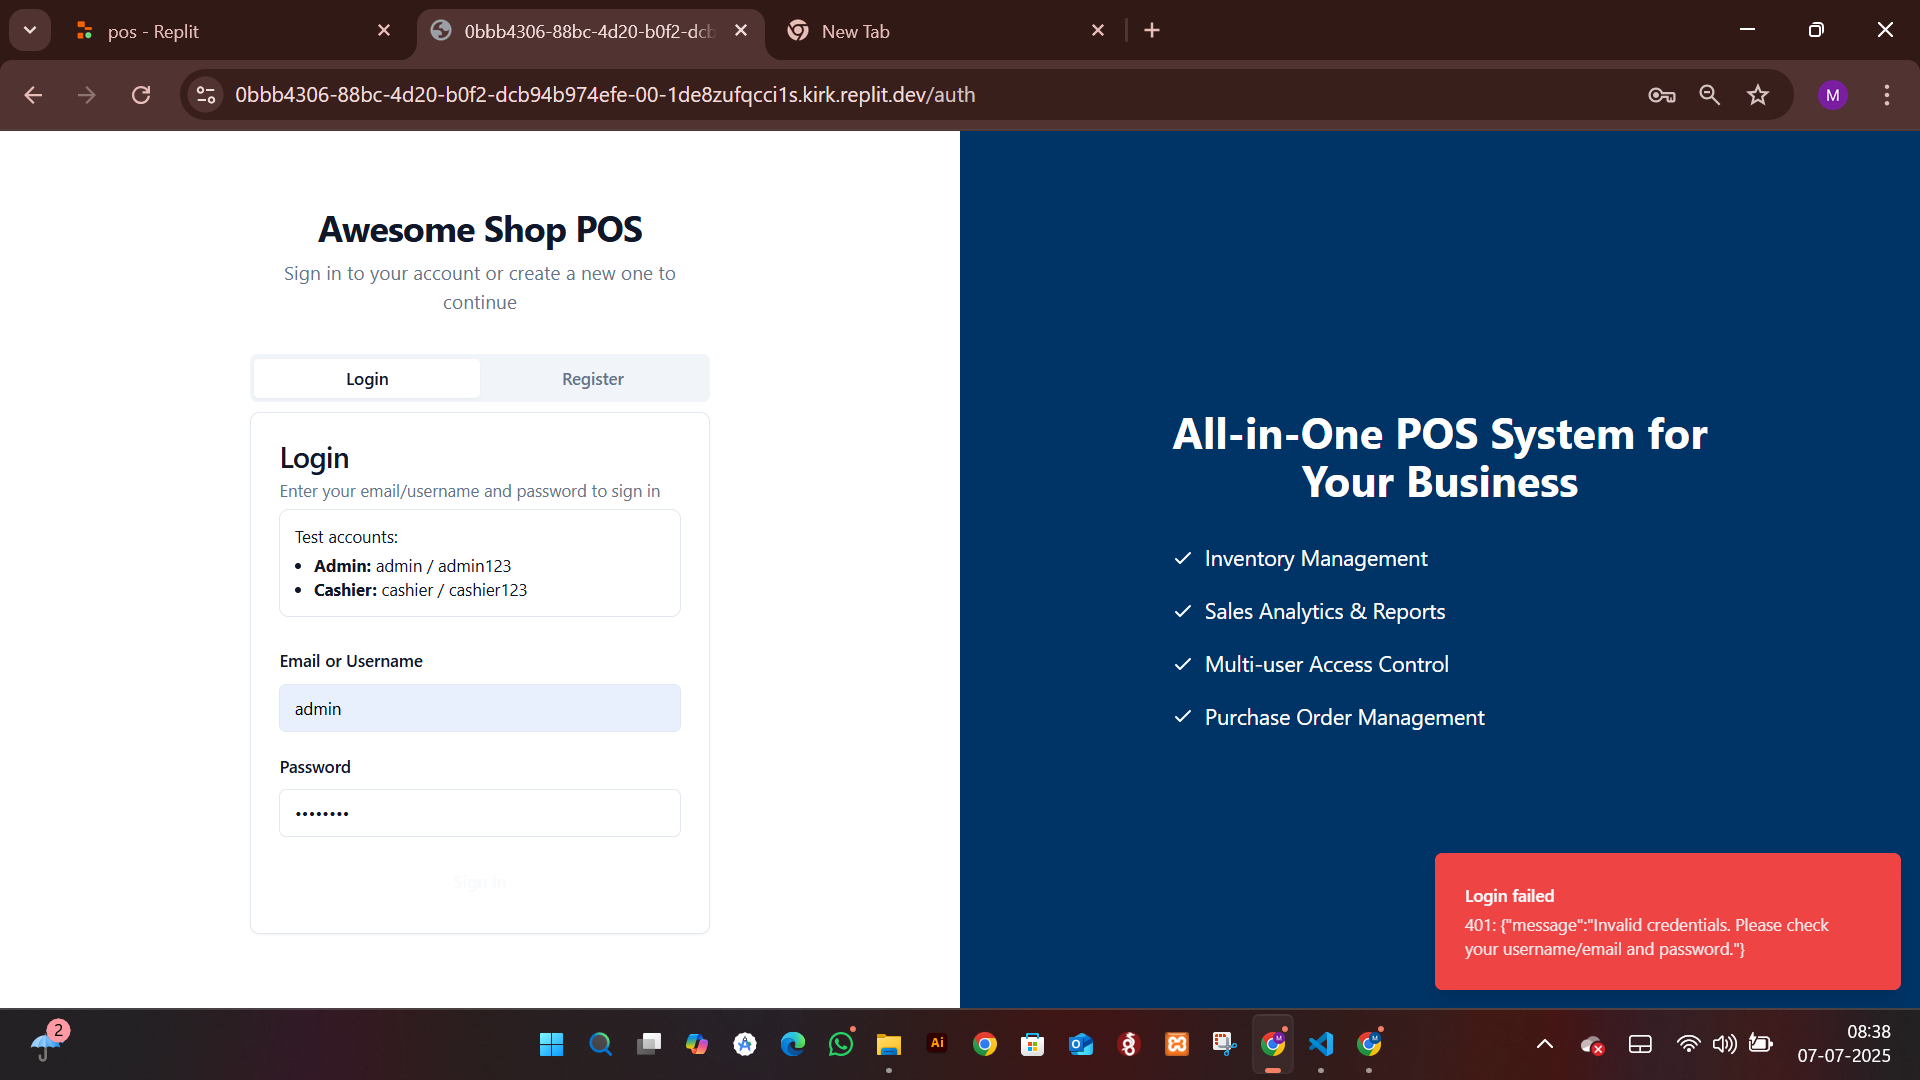 pos - Replit
0bbb4306-88bc-4d20-b0f2-dcb
New Tab
0bbb4306-88bc-4d20-b0f2-dcb94b974efe-00-1de8zufqcci1s.kirk.replit.dev/auth
M
Awesome Shop POS
Sign in to your account or create a new one to
continue
Login
Register
Login
Enter your email/username and password to sign in
Test accounts:
• Admin: admin / admin123
• Cashier: cashier / cashier123
Email or Username
admin
Password
••••••••
Sign In
All-in-One POS System for
Your Business
Inventory Management
Sales Analytics & Reports
Multi-user Access Control
Purchase Order Management
Login failed
401: {"message":"Invalid credentials. Please check
your username/email and password."}
2
Ai
08:38
07-07-2025